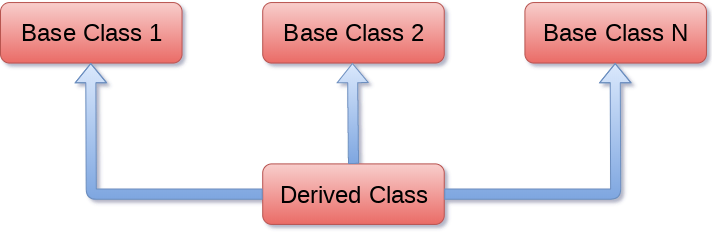 Base Class 1
Base Class 2
Base Class N
Derived Class